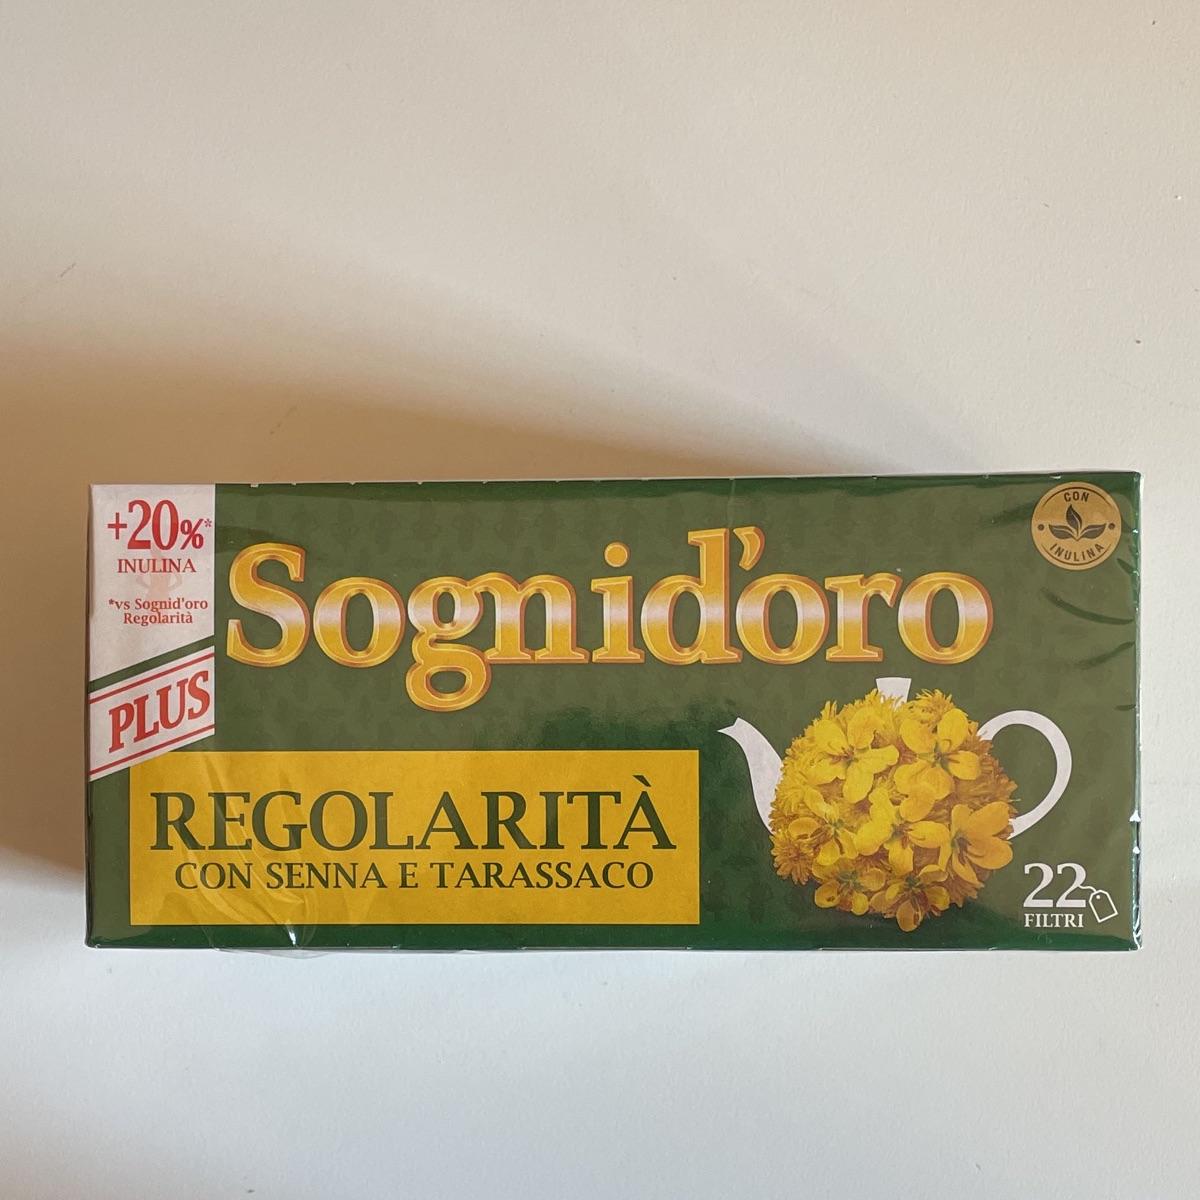 +20%*
INULINA
*vs Sognid'oro
Regolarità
PLUS
Sognid'oro
CON
INULINA
REGOLARITÀ
CON SENNA E TARASSACO
22
FILTRI